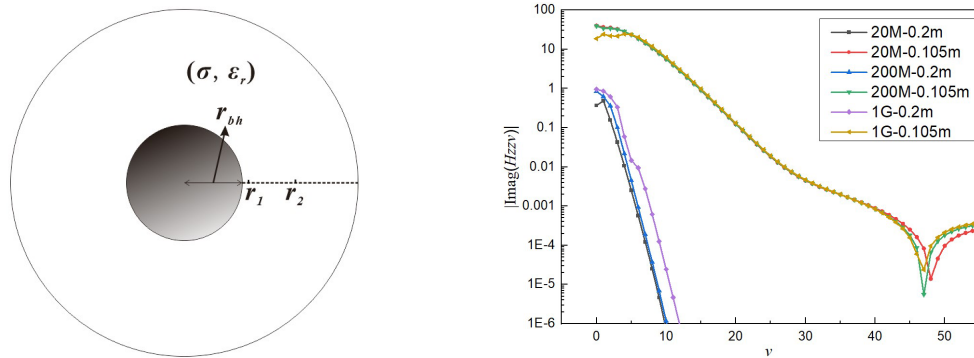 (σ, εr)
rbh
r1
r2
|Imag(Hzzv)|
100
10
1
0.1
0.01
0.001
1E-4
1E-5
1E-6
0
10
20
30
40
50
v
20M-0.2m
20M-0.105m
200M-0.2m
200M-0.105m
1G-0.2m
1G-0.105m